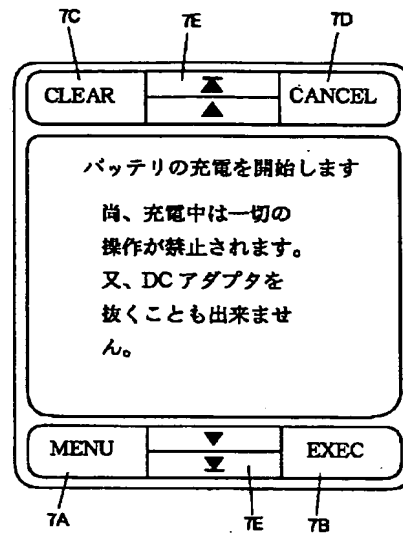 7C 7E 7D
CLEAR CANCEL
バッテリの充電を開始します
尚、充電中は一切の
操作が禁止されます。
又、DCアダプタを
抜くことも出来ませ
ん。
MENU EXEC
7A 7E 7B